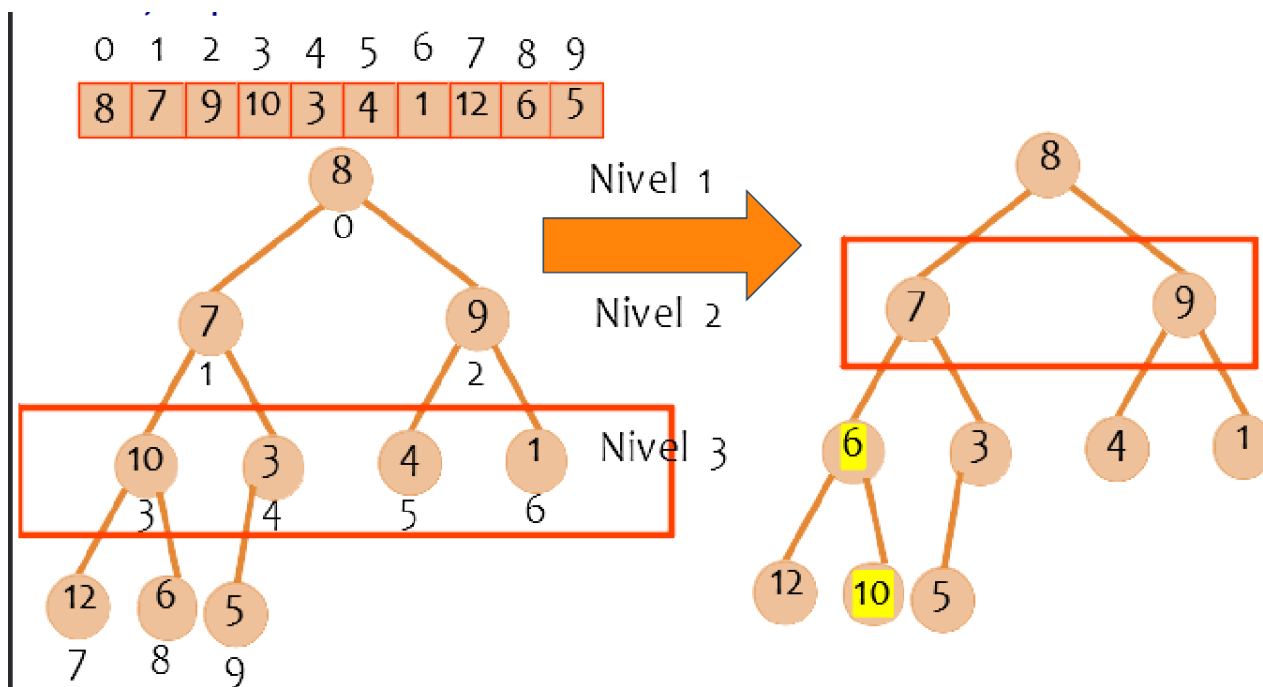 0 1 2 3 4 5 6 7 8 9
8 7 9 10 3 4 1 12 6 5
8
0
7 9
1 2
10 3 4 1
3 4 5 6
12 6 5
7 8 9
Nivel 1
Nivel 2
Nivel 3
8
7 9
6 3 4 1
12 10 5